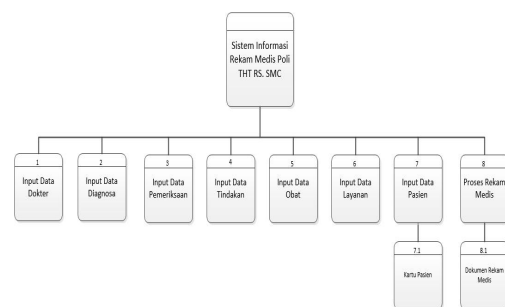 Sistem Informasi
Rekam Medis Poli
THT RS. SMC
1
Input Data
Dokter
2
Input Data
Diagnosa
3
Input Data
Pemeriksaan
4
Input Data
Tindakan
5
Input Data
Obat
6
Input Data
Layanan
7
Input Data
Pasien
8
Proses Rekam
Medis
7.1
Kartu Pasien
8.1
Dokumen Rekam
Medis